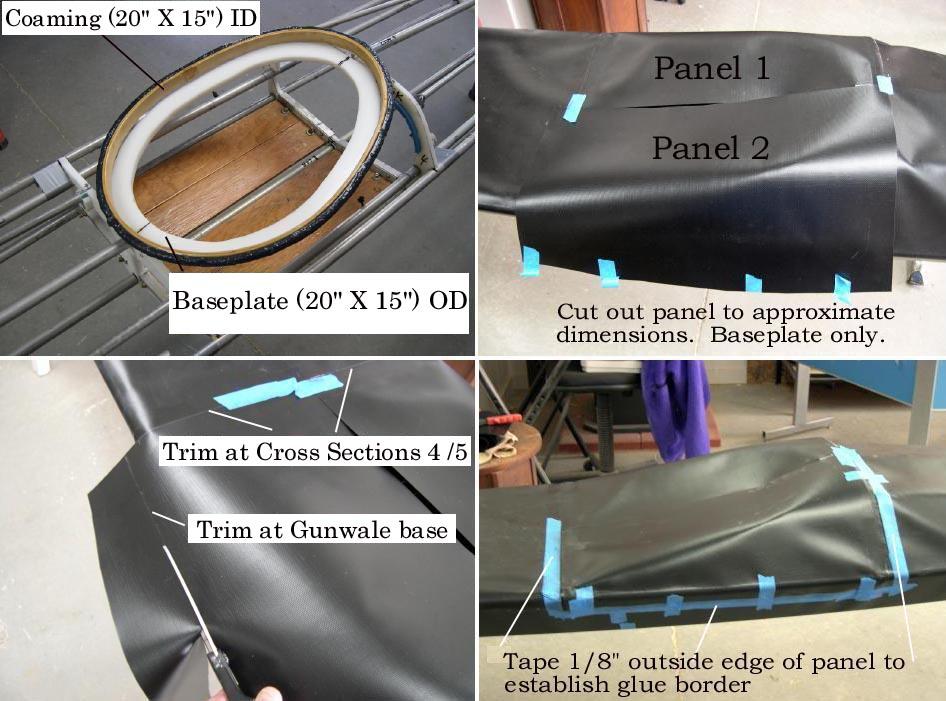 Coaming (20" X 15") ID
Baseplate (20" X 15") OD
Panel 1
Panel 2
Cut out panel to approximate
dimensions. Baseplate only.
Trim at Cross Sections 4 /5
Trim at Gunwale base
Tape 1/8" outside edge of panel to
establish glue border